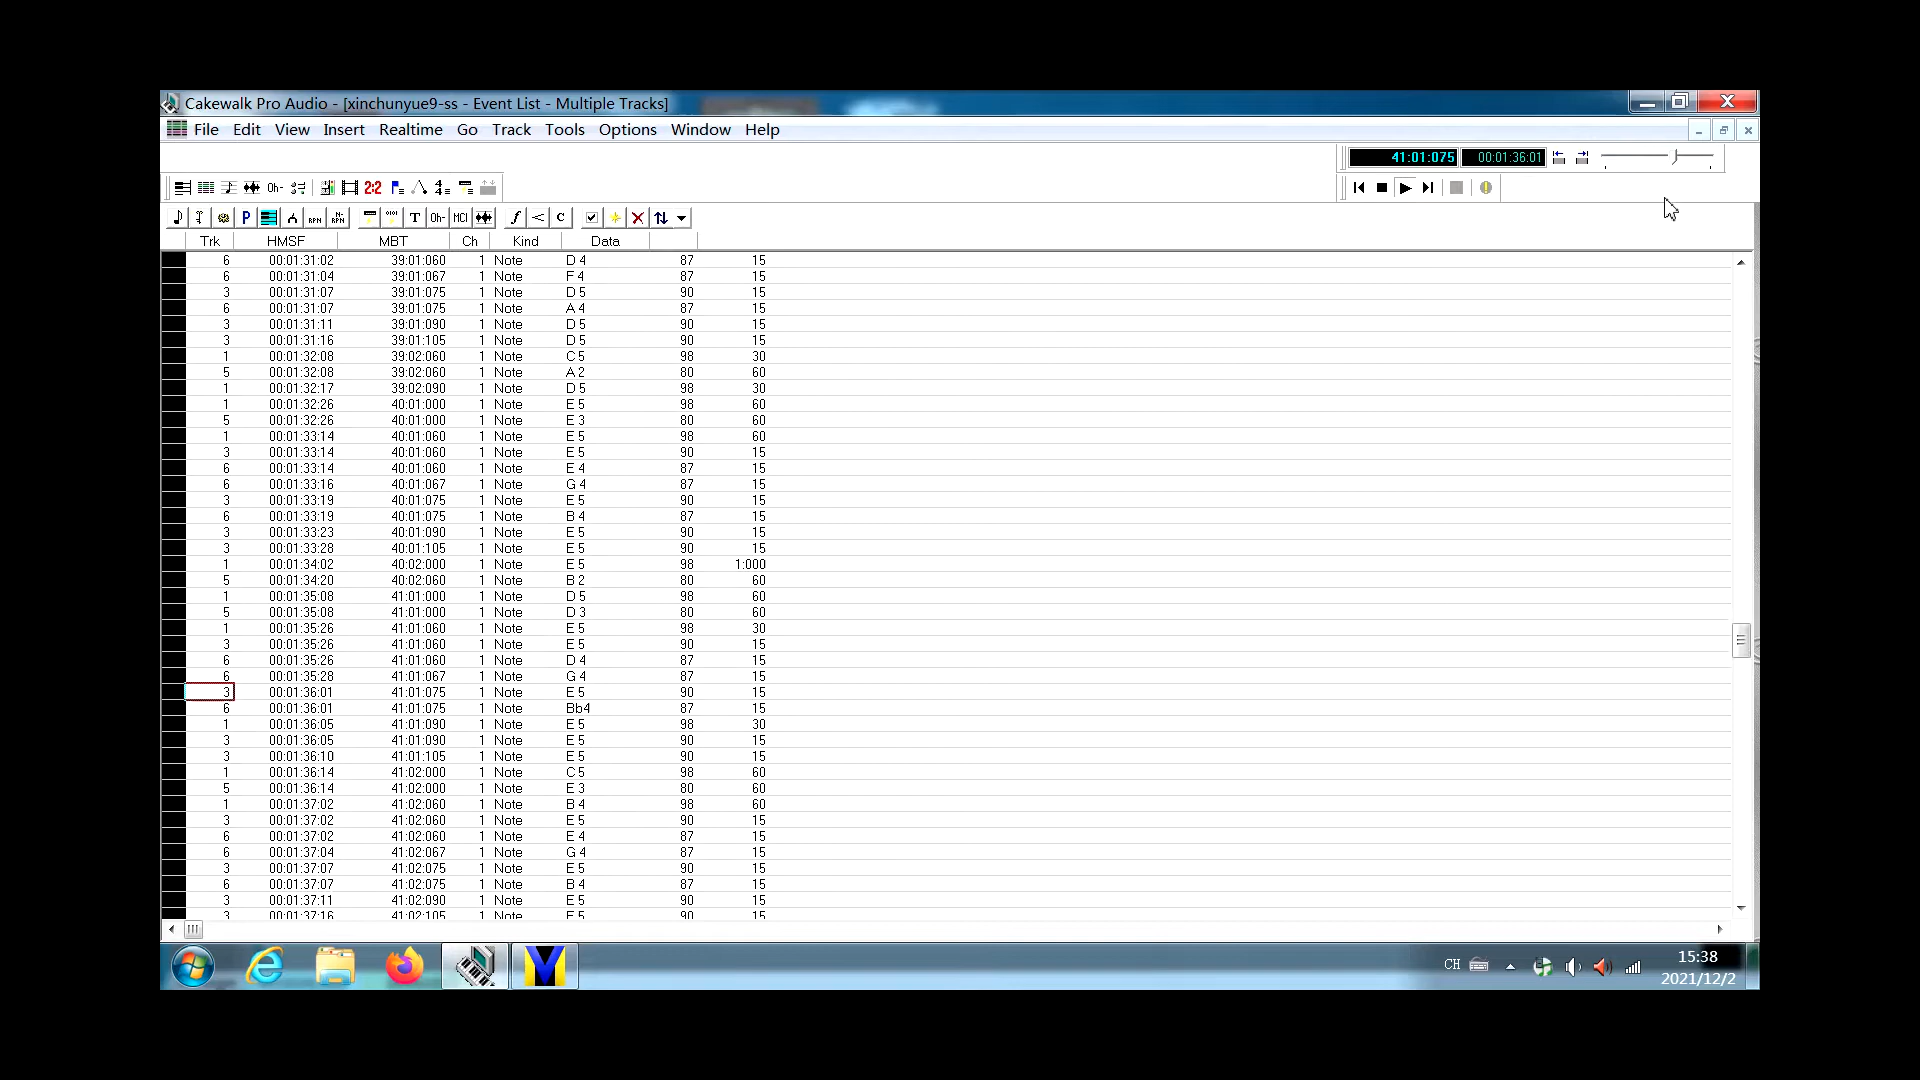 Cakewalk Pro Audio - [xinchunyue9-ss - Event List - Multiple Tracks]
File Edit View Insert Realtime Go Track Tools Options Window Help
41:01:075 00:01:36:01
Oh- 2:2 4
P RPN N-RPN T Oh- MCI f < C
Trk HMSF MBT Ch Kind Data
6 00:01:31:02 39:01:060 1 Note D 4 87 15
6 00:01:31:04 39:01:067 1 Note F 4 87 15
3 00:01:31:07 39:01:075 1 Note D 5 90 15
6 00:01:31:07 39:01:075 1 Note A 4 87 15
3 00:01:31:11 39:01:090 1 Note D 5 90 15
3 00:01:31:16 39:01:105 1 Note D 5 90 15
1 00:01:32:08 39:02:060 1 Note C 5 98 30
5 00:01:32:08 39:02:060 1 Note A 2 80 60
1 00:01:32:17 39:02:090 1 Note D 5 98 30
1 00:01:32:26 40:01:000 1 Note E 5 98 60
5 00:01:32:26 40:01:000 1 Note E 3 80 60
1 00:01:33:14 40:01:060 1 Note E 5 98 60
3 00:01:33:14 40:01:060 1 Note E 5 90 15
6 00:01:33:14 40:01:060 1 Note E 4 87 15
6 00:01:33:16 40:01:067 1 Note G 4 87 15
3 00:01:33:19 40:01:075 1 Note E 5 90 15
6 00:01:33:19 40:01:075 1 Note B 4 87 15
3 00:01:33:23 40:01:090 1 Note E 5 90 15
3 00:01:33:28 40:01:105 1 Note E 5 90 15
1 00:01:34:02 40:02:000 1 Note E 5 98 1:000
5 00:01:34:20 40:02:060 1 Note B 2 80 60
1 00:01:35:08 41:01:000 1 Note D 5 98 60
5 00:01:35:08 41:01:000 1 Note D 3 80 60
1 00:01:35:26 41:01:060 1 Note E 5 98 30
3 00:01:35:26 41:01:060 1 Note E 5 90 15
6 00:01:35:26 41:01:060 1 Note D 4 87 15
6 00:01:35:28 41:01:067 1 Note G 4 87 15
3 00:01:36:01 41:01:075 1 Note E 5 90 15
6 00:01:36:01 41:01:075 1 Note Bb4 87 15
1 00:01:36:05 41:01:090 1 Note E 5 98 30
3 00:01:36:05 41:01:090 1 Note E 5 90 15
3 00:01:36:10 41:01:105 1 Note E 5 90 15
1 00:01:36:14 41:02:000 1 Note C 5 98 60
5 00:01:36:14 41:02:000 1 Note E 3 80 60
1 00:01:37:02 41:02:060 1 Note B 4 98 60
3 00:01:37:02 41:02:060 1 Note E 5 90 15
6 00:01:37:02 41:02:060 1 Note E 4 87 15
6 00:01:37:04 41:02:067 1 Note G 4 87 15
3 00:01:37:07 41:02:075 1 Note E 5 90 15
6 00:01:37:07 41:02:075 1 Note B 4 87 15
3 00:01:37:11 41:02:090 1 Note E 5 90 15
3 00:01:37:16 41:02:105 1 Note E 5 90 15
CH 15:38
2021/12/2